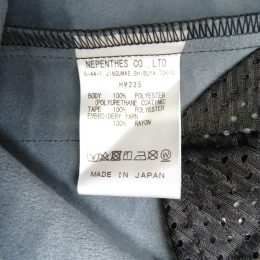 NEPENTHES CO., LTD
5-44-1, JINGUMAE SHIBUYA TOKYO
HM235
BODY 100% POLYESTER
(POLYURETHANE COATING)
TAPE 100% POLYESTER
EMBROIDERY YARN
100% RAYON
MADE IN JAPAN